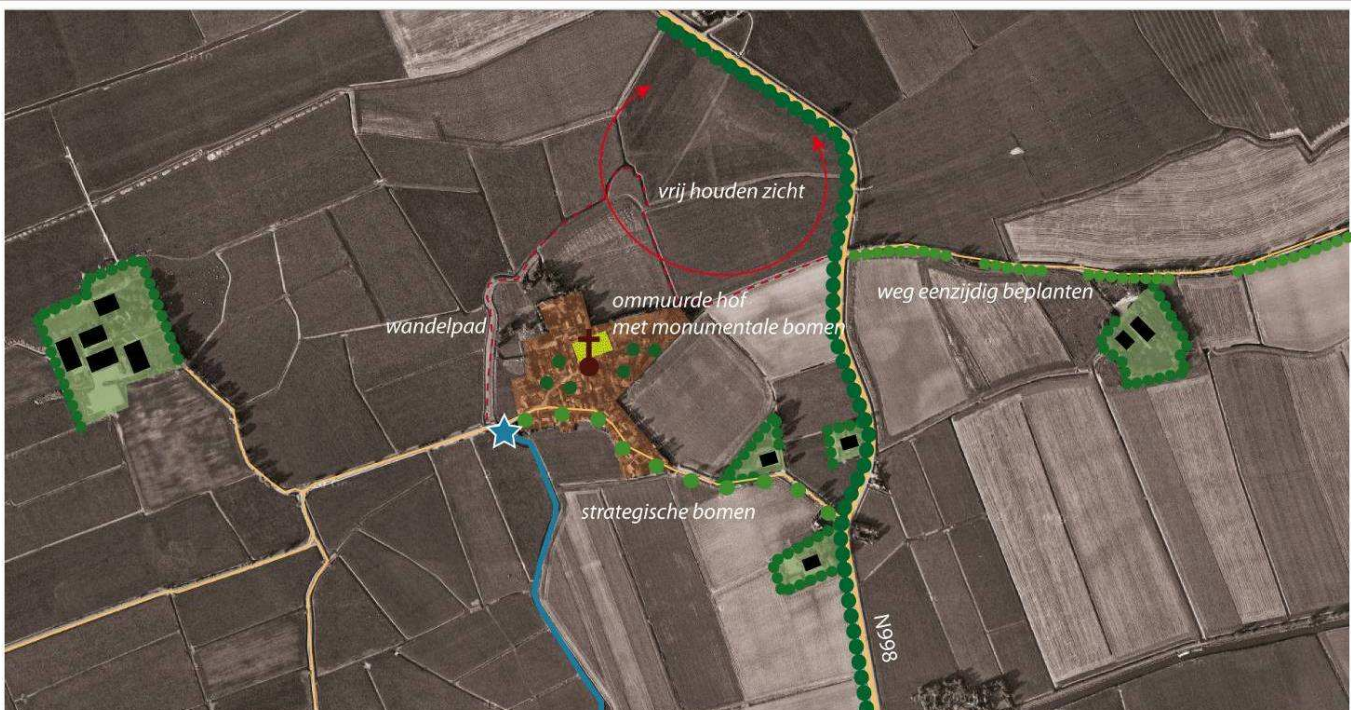 vrij houden zicht
weg eenzijdig beplanten
ommuurde hof
met monumentale bomen
wandelpad
strategische bomen
N998